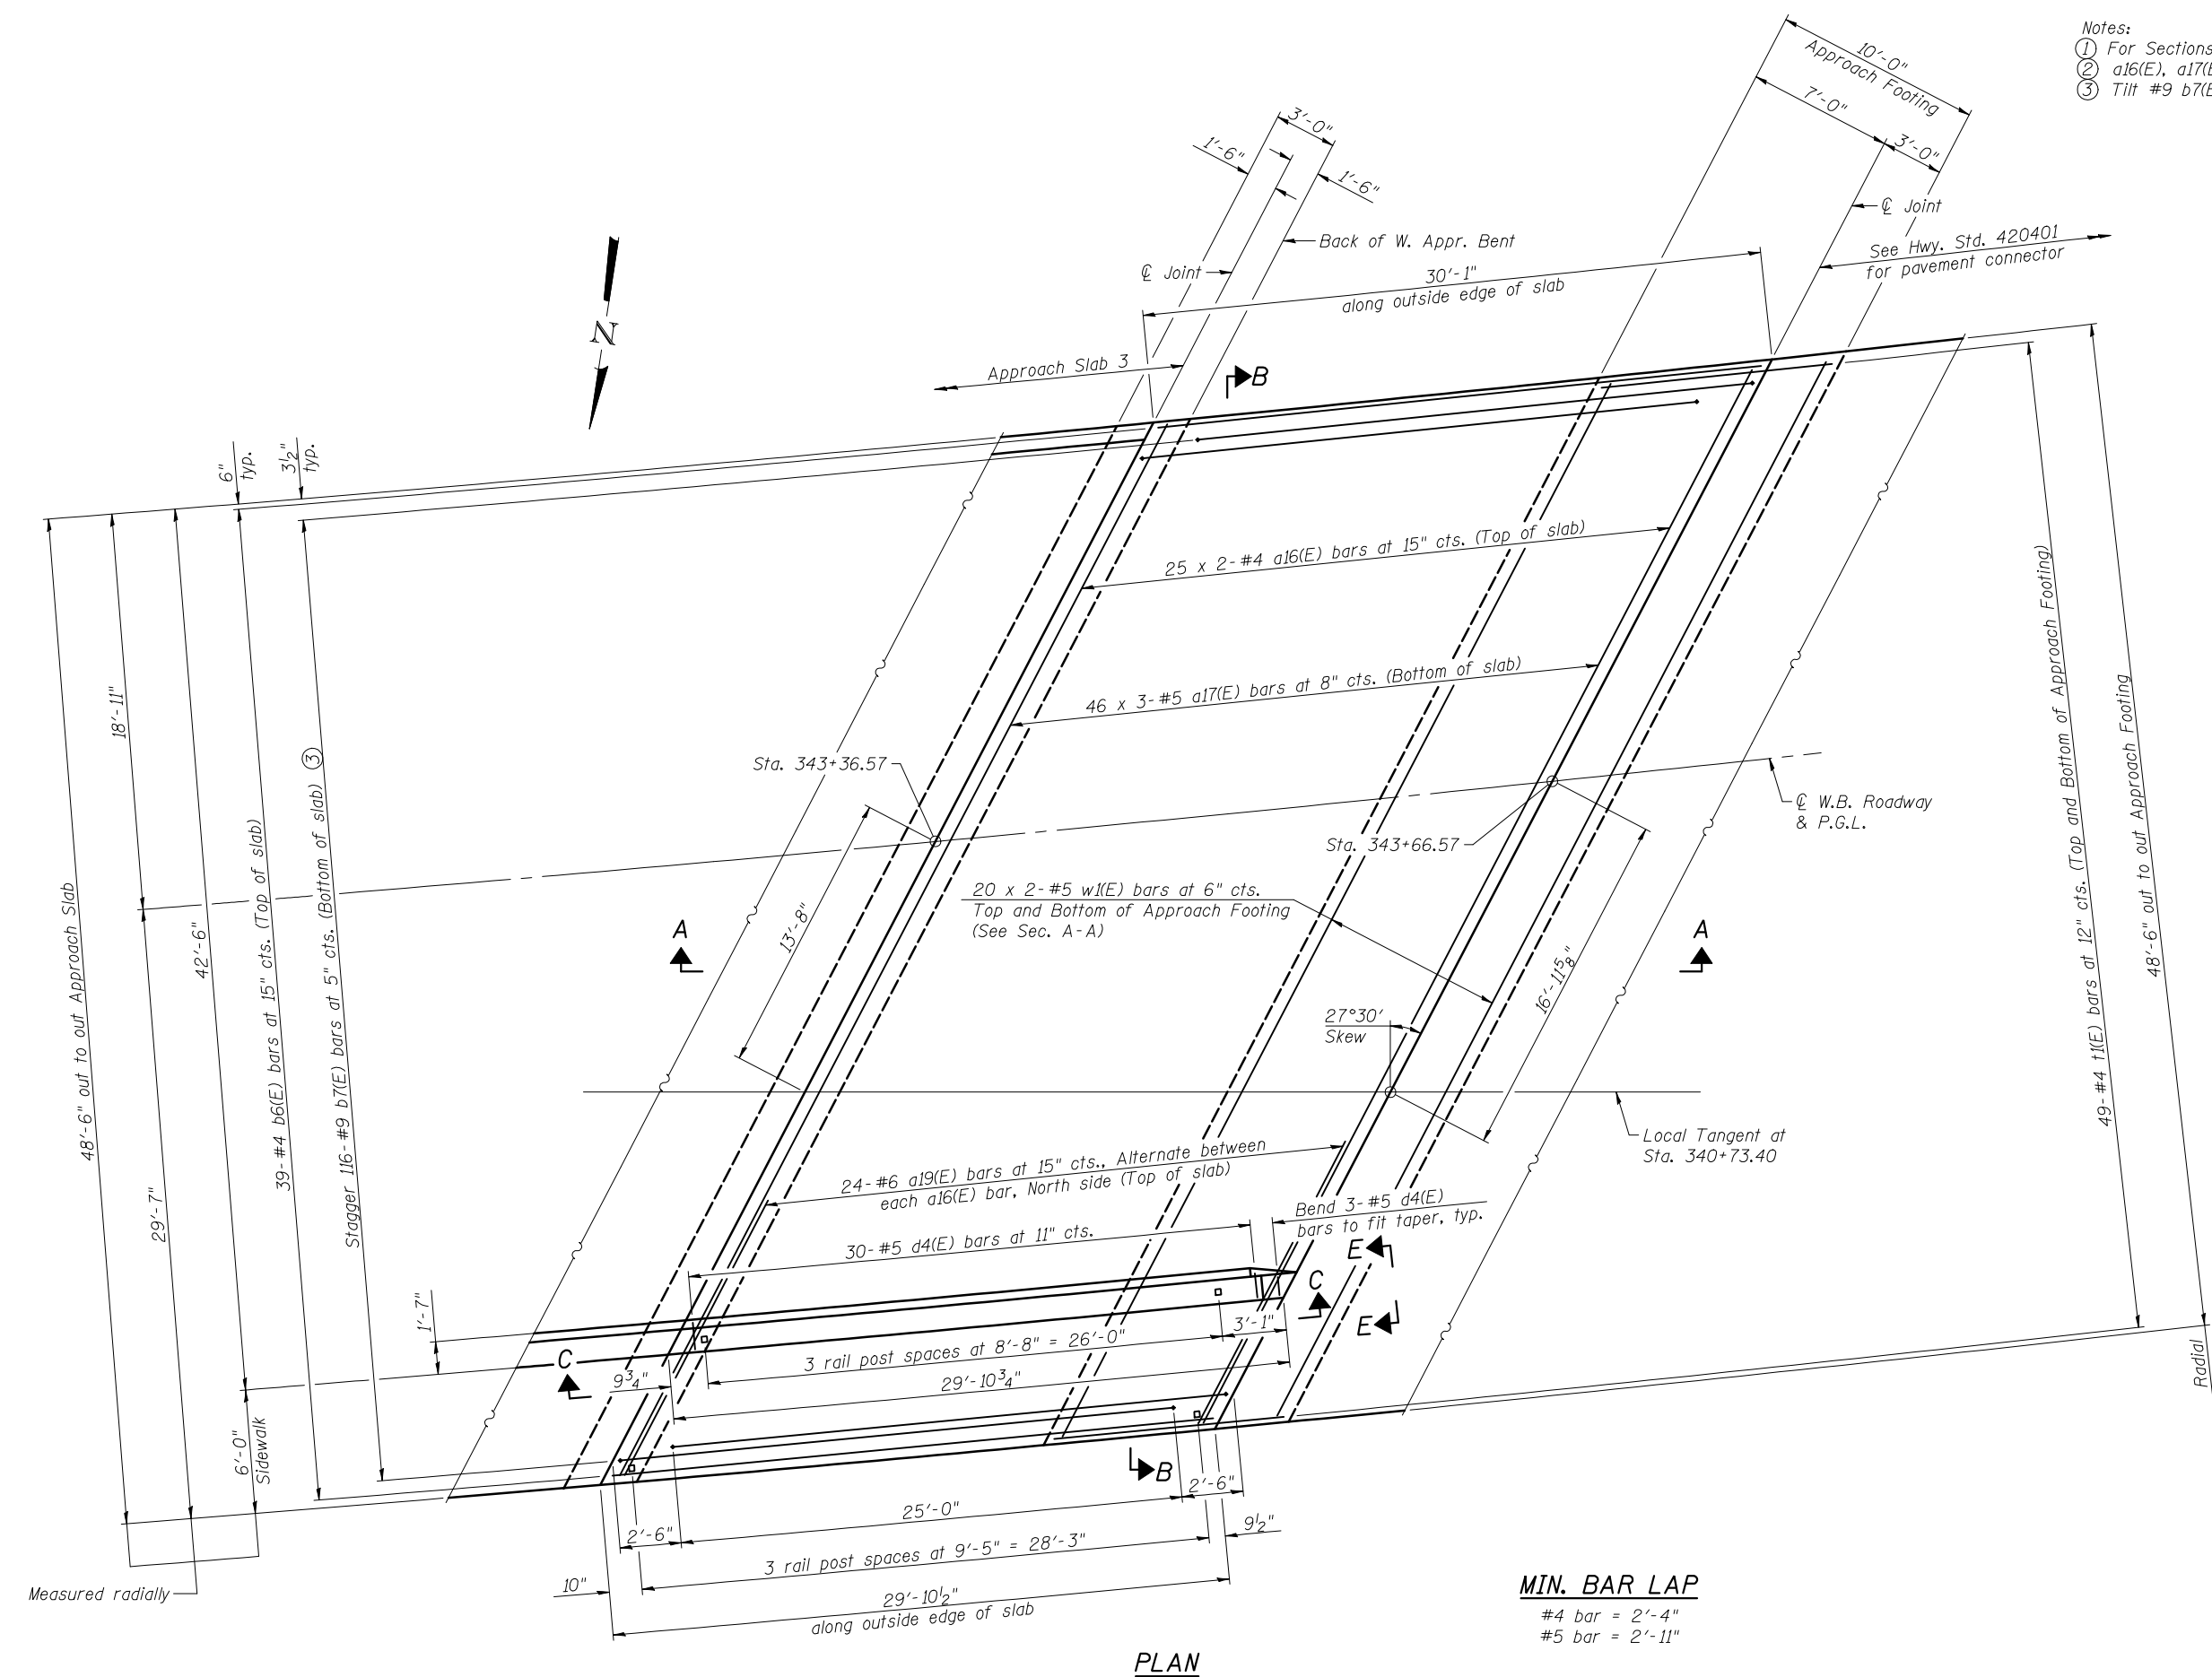 Notes:
① For Sections
② a16(E), a17(E
③ Tilt #9 b7(E
10'-0"
Approach Footing
7'-0"
3'-0"
3'-0"
1'-6"
1'-6"
℄ Joint
Back of W. Appr. Bent
℄ Joint
See Hwy. Std. 420401
for pavement connector
30'-1"
along outside edge of slab
N
Approach Slab 3
B
6"
typ.
3½"
typ.
25 x 2-#4 a16(E) bars at 15" cts. (Top of slab)
46 x 3-#5 a17(E) bars at 8" cts. (Bottom of slab)
18'-11"
Sta. 343+36.57
℄ W.B. Roadway
& P.G.L.
Sta. 343+66.57
20 x 2-#5 w1(E) bars at 6" cts.
Top and Bottom of Approach Footing
(See Sec. A-A)
13'-8"
A
A
16'-11⅝"
27°30'
Skew
48'-6" out to out Approach Slab
42'-6"
39-#4 b6(E) bars at 15" cts. (Top of slab)
Stagger 116-#9 b7(E) bars at 5" cts. (Bottom of slab) ③
49-#4 t1(E) bars at 12" cts. (Top and Bottom of Approach Footing)
48'-6" out to out Approach Footing
Local Tangent at
Sta. 340+73.40
29'-7"
24-#6 a19(E) bars at 15" cts., Alternate between
each a16(E) bar, North side (Top of slab)
Bend 3-#5 d4(E)
bars to fit taper, typ.
30-#5 d4(E) bars at 11" cts.
E
C
E
1'-7"
3'-1"
3 rail post spaces at 8'-8" = 26'-0"
C
9¾"
29'-10¾"
Radial
6'-0"
Sidewalk
B
2'-6"
25'-0"
2'-6"
9½"
3 rail post spaces at 9'-5" = 28'-3"
10"
29'-10½"
along outside edge of slab
Measured radially
MIN. BAR LAP
#4 bar = 2'-4"
#5 bar = 2'-11"
PLAN